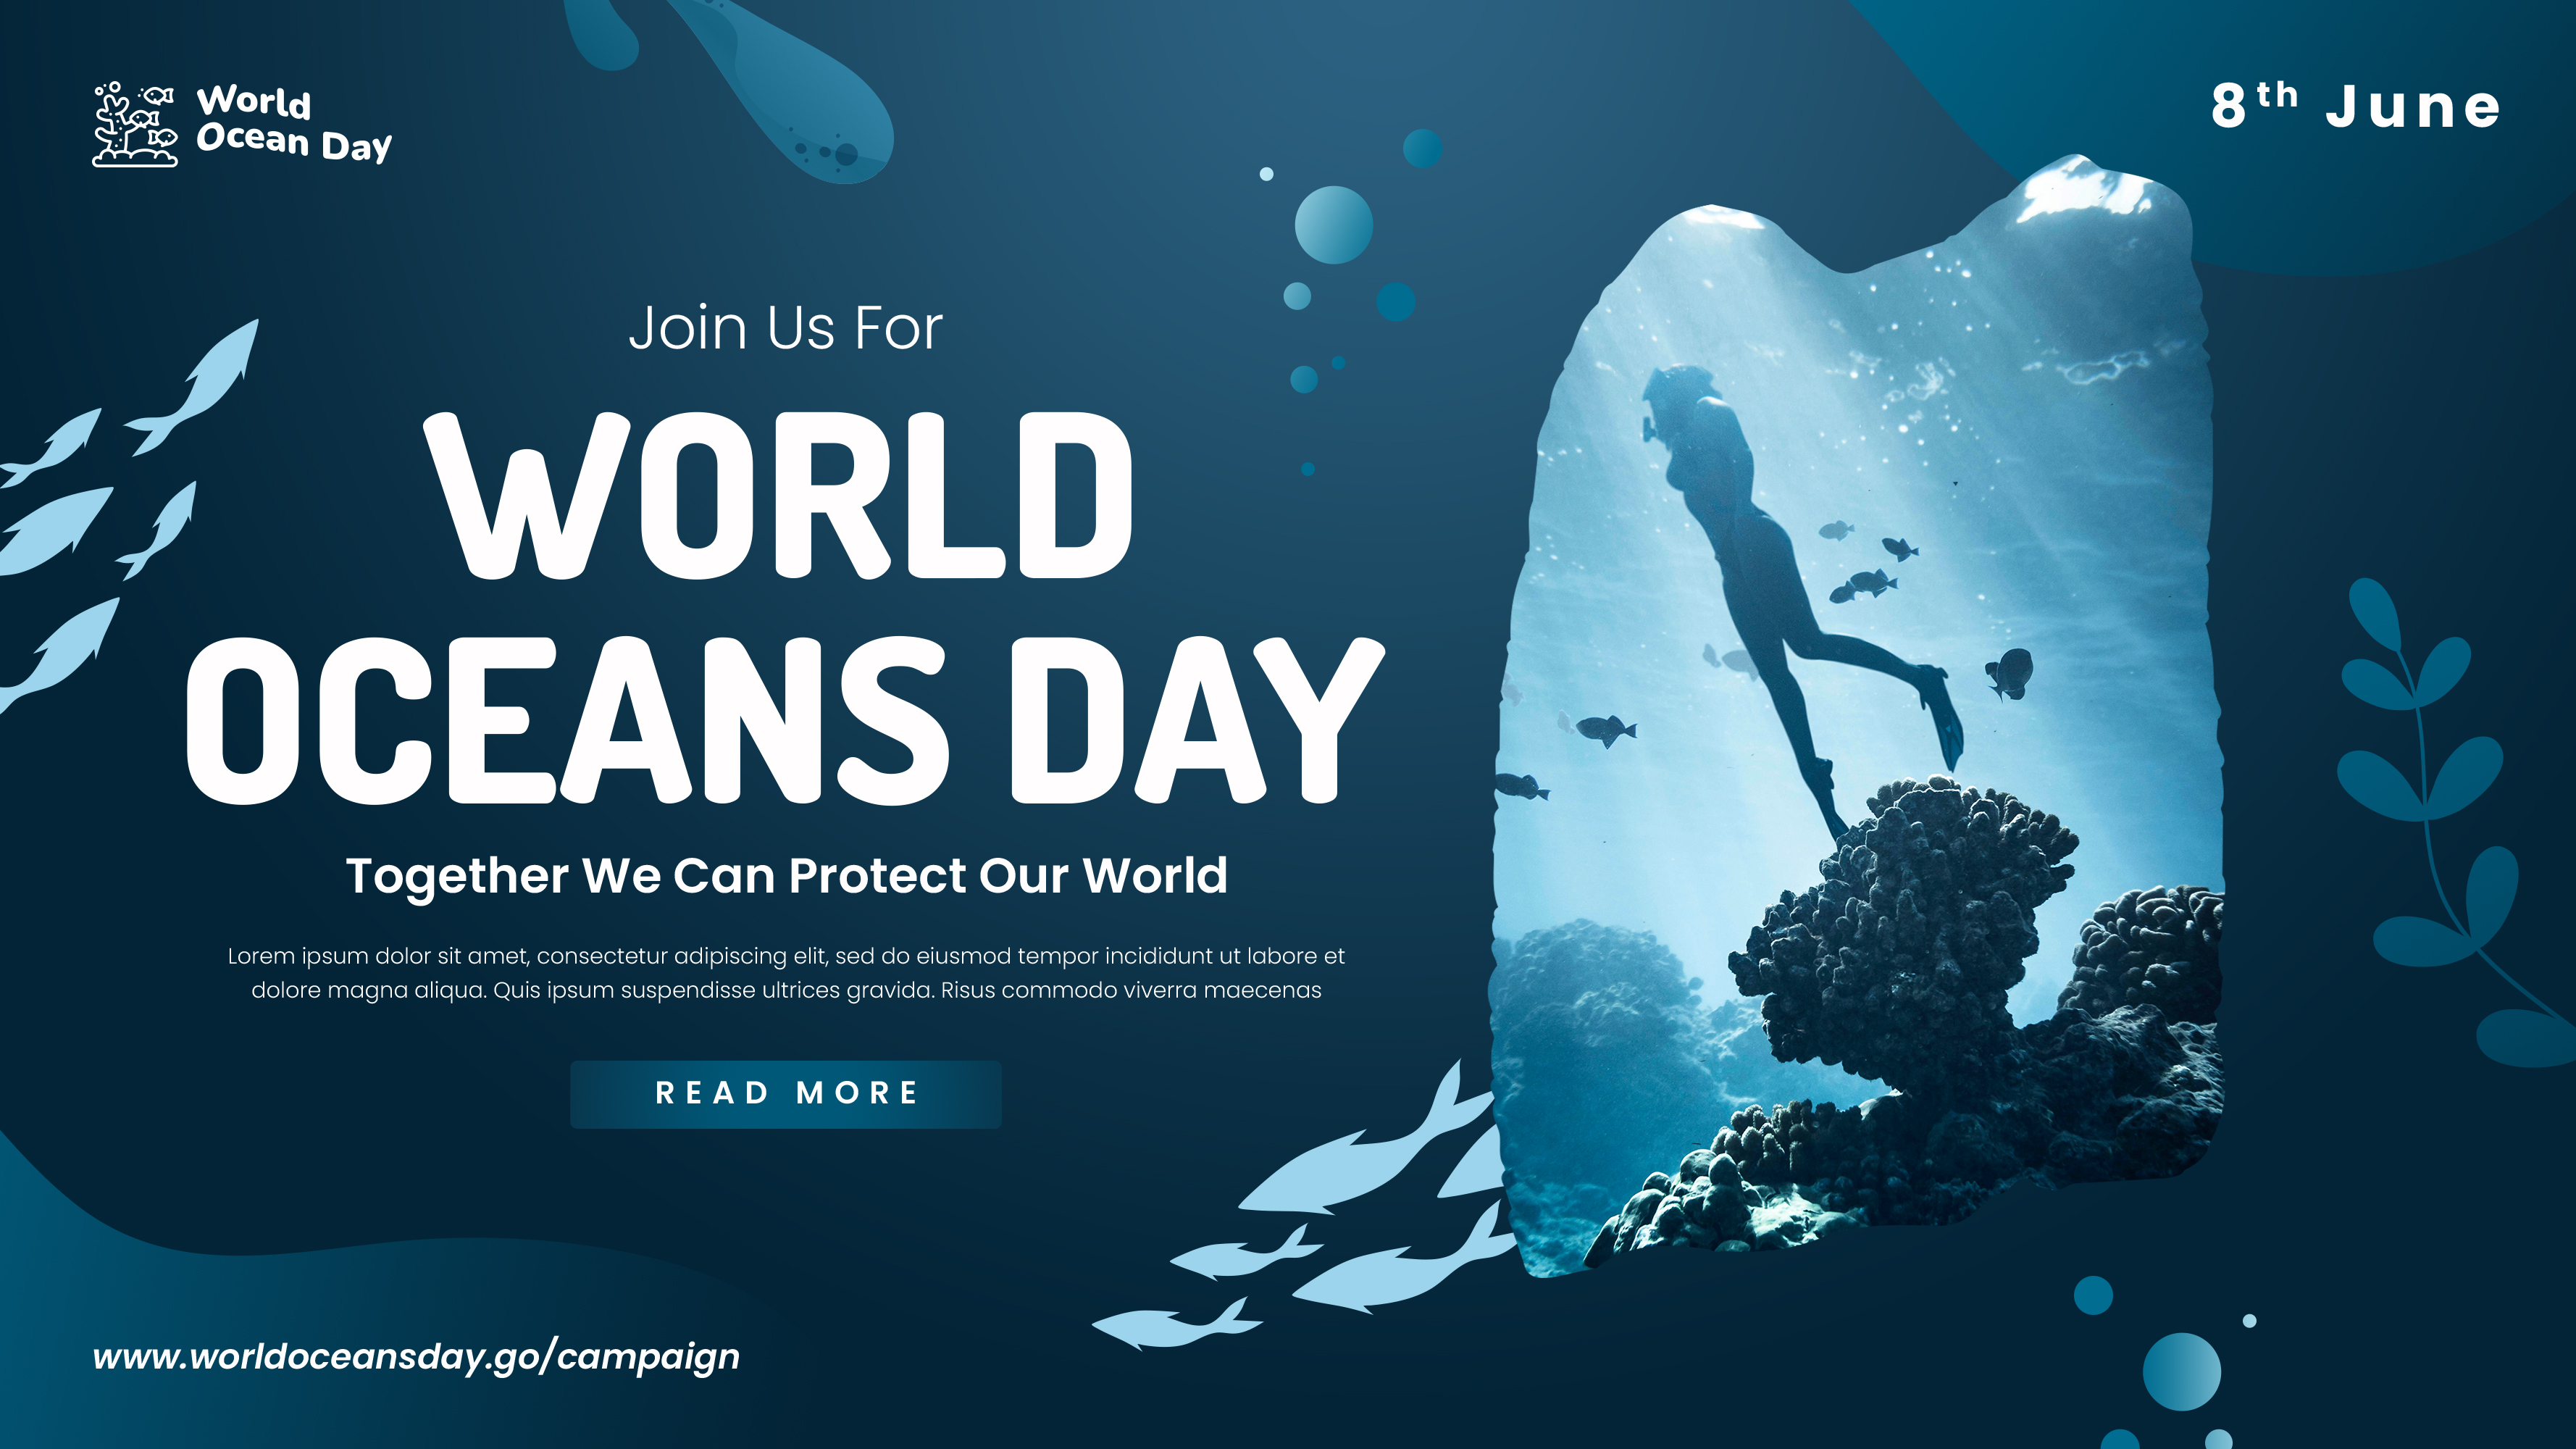 World
Ocean Day
8th June
Join Us For
WORLD
OCEANS DAY
Together We Can Protect Our World
Lorem ipsum dolor sit amet, consectetur adipiscing elit, sed do eiusmod tempor incididunt ut labore et
dolore magna aliqua. Quis ipsum suspendisse ultrices gravida. Risus commodo viverra maecenas
READ MORE
www.worldoceansday.go/campaign